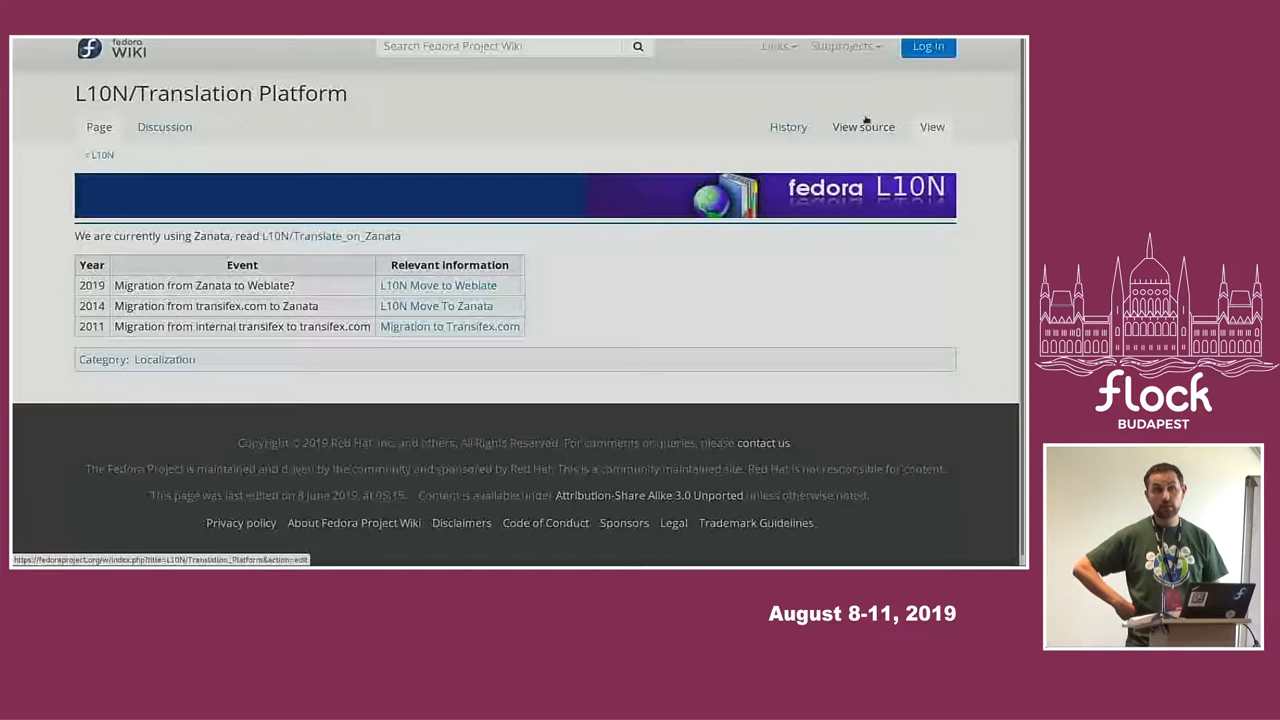 fedora
WIKI
Search Fedora Project Wiki
Links
Subprojects
Log in
L10N/Translation Platform
Page Discussion History View source View
< L10N
fedora L10N
We are currently using Zanata, read L10N/Translate_on_Zanata
Year Event Relevant Information
2019 Migration from Zanata to Weblate? L10N Move to Weblate
2014 Migration from transifex.com to Zanata L10N Move To Zanata
2011 Migration from internal transifex to transifex.com Migration to Transifex.com
Category: Localization
Copyright © 2019 Red Hat, Inc. and others. All Rights Reserved. For comments or queries, please contact us
The Fedora Project is maintained and driven by the community and sponsored by Red Hat. This is a community maintained site. Red Hat is not responsible for content.
This page was last edited on 8 June 2019, at 05:15. Content is available under Attribution-Share Alike 3.0 Unported unless otherwise noted.
Privacy policy About Fedora Project Wiki Disclaimers Code of Conduct Sponsors Legal Trademark Guidelines
https://fedoraproject.org/w/index.php?title=L10N/Translation_Platform&action=edit
flock
BUDAPEST
August 8-11, 2019